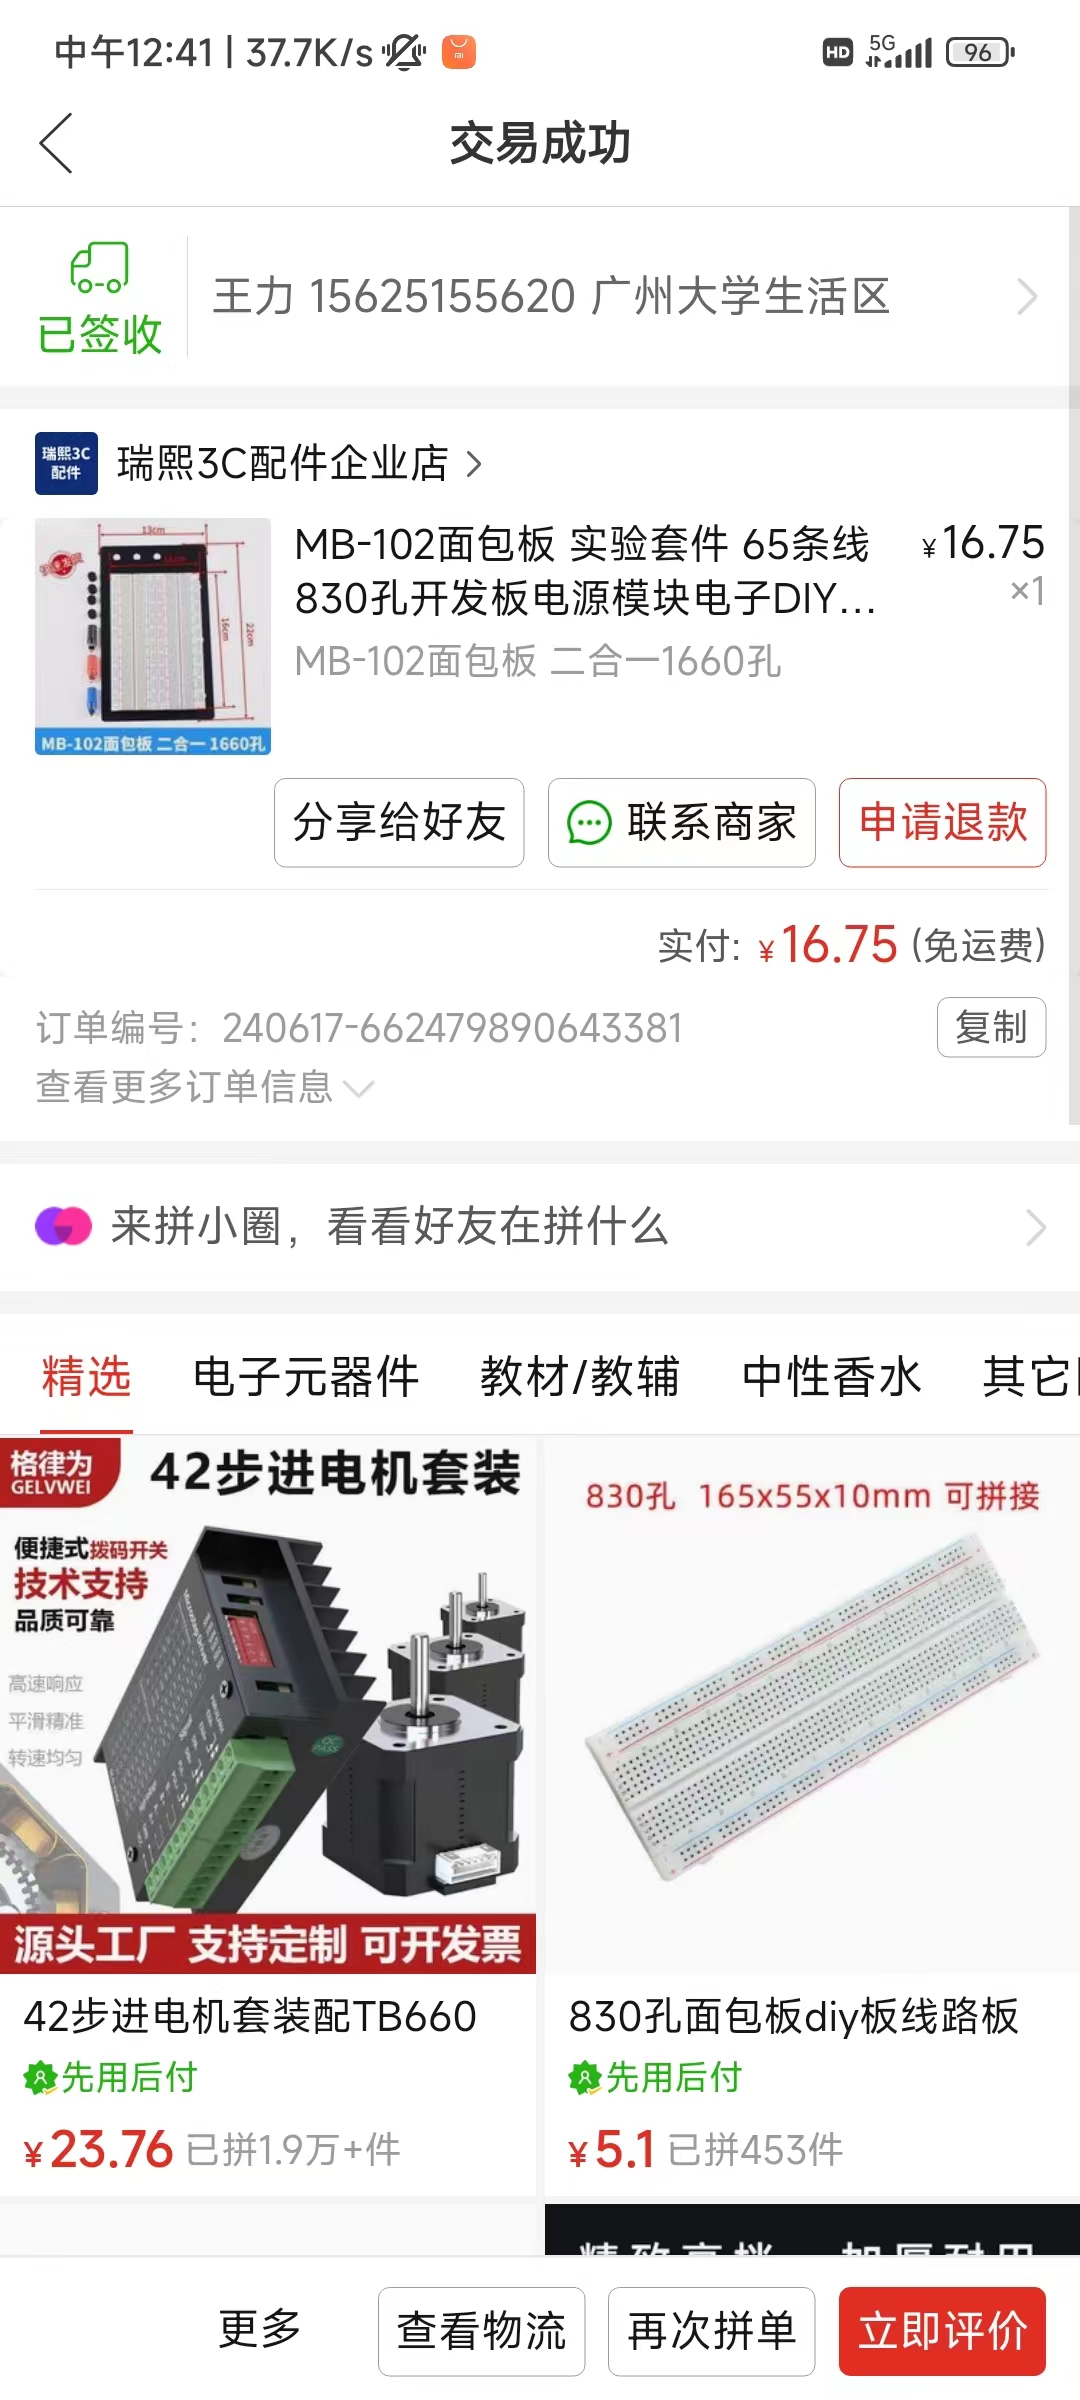 中午12:41 | 37.7K/s
HD 5G 96
交易成功
已签收
王力 15625155620 广州大学生活区
瑞熙3C
配件
瑞熙3C配件企业店
13cm
16cm
22cm
MB-102面包板 二合一 1660孔
MB-102面包板 实验套件 65条线
830孔开发板电源模块电子DIY...
¥16.75
×1
MB-102面包板 二合一1660孔
分享给好友
联系商家
申请退款
实付: ¥16.75 (免运费)
订单编号: 240617-662479890643381
复制
查看更多订单信息
来拼小圈, 看看好友在拼什么
精选 电子元器件 教材/教辅 中性香水 其它
格律为
GELVWEI
42步进电机套装
便捷式拨码开关
技术支持
品质可靠
高速响应
平滑精准
转速均匀
源头工厂 支持定制 可开发票
42步进电机套装配TB660
先用后付
¥23.76 已拼1.9万+件
830孔 165x55x10mm 可拼接
830孔面包板diy板线路板
先用后付
¥5.1 已拼453件
更多
查看物流
再次拼单
立即评价